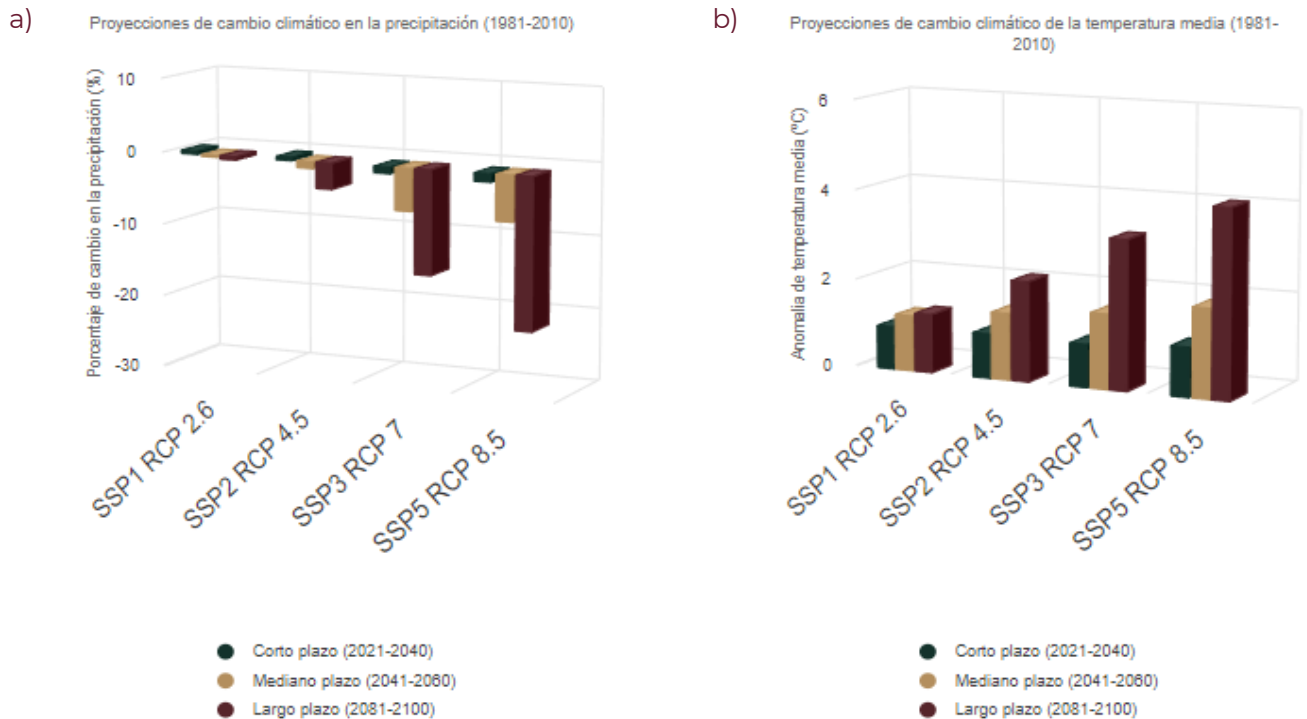 a)
Proyecciones de cambio climático en la precipitación (1981-2010)
Porcentaje de cambio en la precipitación (%)
10
0
-10
-20
-30
SSP1 RCP 2.6
SSP2 RCP 4.5
SSP3 RCP 7
SSP5 RCP 8.5
Corto plazo (2021-2040)
Mediano plazo (2041-2060)
Largo plazo (2081-2100)
b)
Proyecciones de cambio climático de la temperatura media (1981-
2010)
Anomalia de temperatura media (ºC)
6
4
2
0
SSP1 RCP 2.6
SSP2 RCP 4.5
SSP3 RCP 7
SSP5 RCP 8.5
Corto plazo (2021-2040)
Mediano plazo (2041-2060)
Largo plazo (2081-2100)